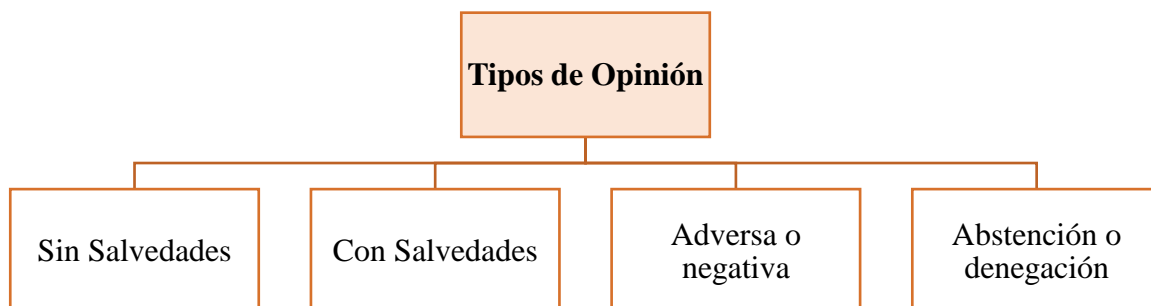 Tipos de Opinión
Sin Salvedades
Con Salvedades
Adversa o
negativa
Abstención o
denegación